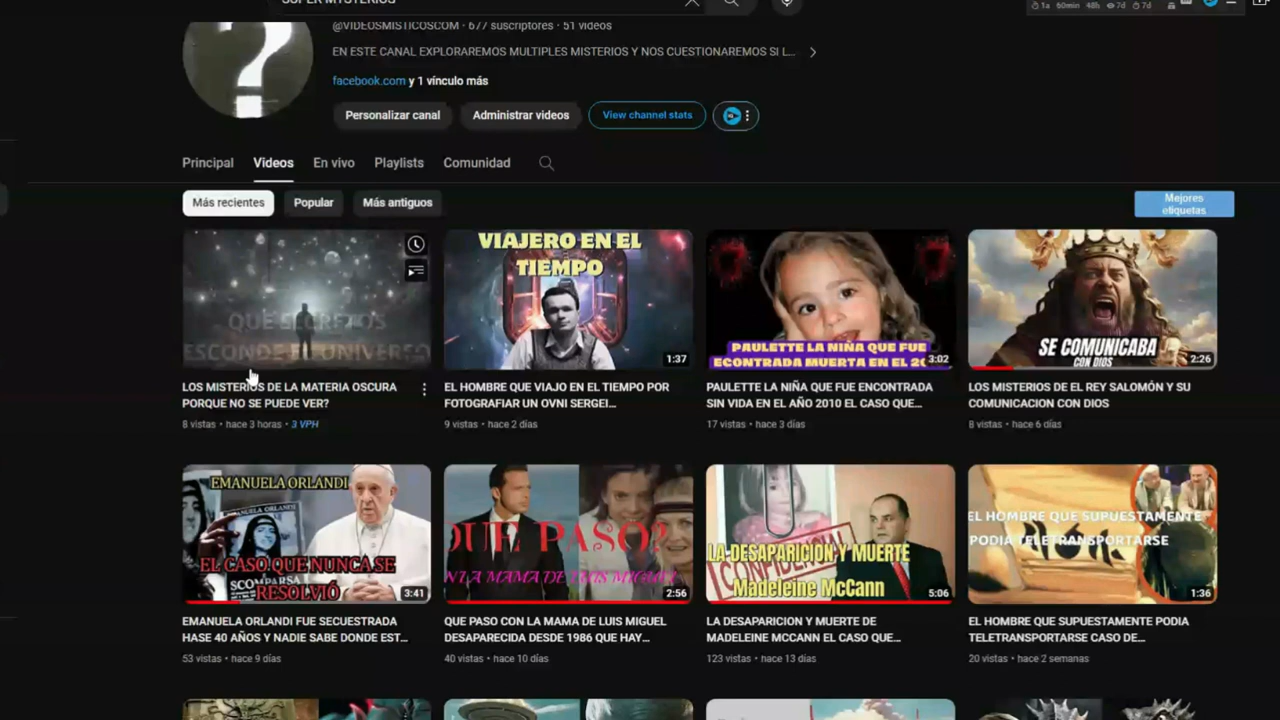 SUPER MYSTERIOS
1a 60min 48h 7d 7d
@VIDEOSMISTICOSCOM · 677 suscriptores · 51 videos
EN ESTE CANAL EXPLORAREMOS MULTIPLES MISTERIOS Y NOS CUESTIONAREMOS SI L...
facebook.com y 1 vínculo más
Personalizar canal Administrar videos View channel stats
Principal Videos En vivo Playlists Comunidad
Más recientes Popular Más antiguos
Mejores
etiquetas
QUE SECRETOS
ESCONDE EL UNIVERSO
VIAJERO EN EL
TIEMPO
1:37
PAULETTE LA NIÑA QUE FUE
3:02
SE COMUNICABA
CON DIOS
2:26
LOS MISTERIOS DE LA MATERIA OSCURA
PORQUE NO SE PUEDE VER?
8 vistas · hace 3 horas · 3 VPH
EL HOMBRE QUE VIAJO EN EL TIEMPO POR
FOTOGRAFIAR UN OVNI SERGEI...
9 vistas · hace 2 días
PAULETTE LA NIÑA QUE FUE ENCONTRADA
SIN VIDA EN EL AÑO 2010 EL CASO QUE...
17 vistas · hace 3 días
LOS MISTERIOS DE EL REY SALOMÓN Y SU
COMUNICACION CON DIOS
8 vistas · hace 6 días
EMANUELA ORLANDI
EL CASO QUE NUNCA SE
RESOLVIÓ
3:41
QUE PASO?
2:56
CONFIDENCIAL
LA DESAPARICION Y MUERTE
Madeleine McCann
5:06
EL HOMBRE QUE SUPUESTAMENTE
PODIA TELETRANSPORTARSE
1:36
EMANUELA ORLANDI FUE SECUESTRADA
HASE 40 AÑOS Y NADIE SABE DONDE EST...
53 vistas · hace 9 días
QUE PASO CON LA MAMA DE LUIS MIGUEL
DESAPARECIDA DESDE 1986 QUE HAY...
40 vistas · hace 10 días
LA DESAPARICION Y MUERTE DE
MADELEINE MCCANN EL CASO QUE...
123 vistas · hace 13 días
EL HOMBRE QUE SUPUESTAMENTE PODIA
TELETRANSPORTARSE CASO DE...
20 vistas · hace 2 semanas